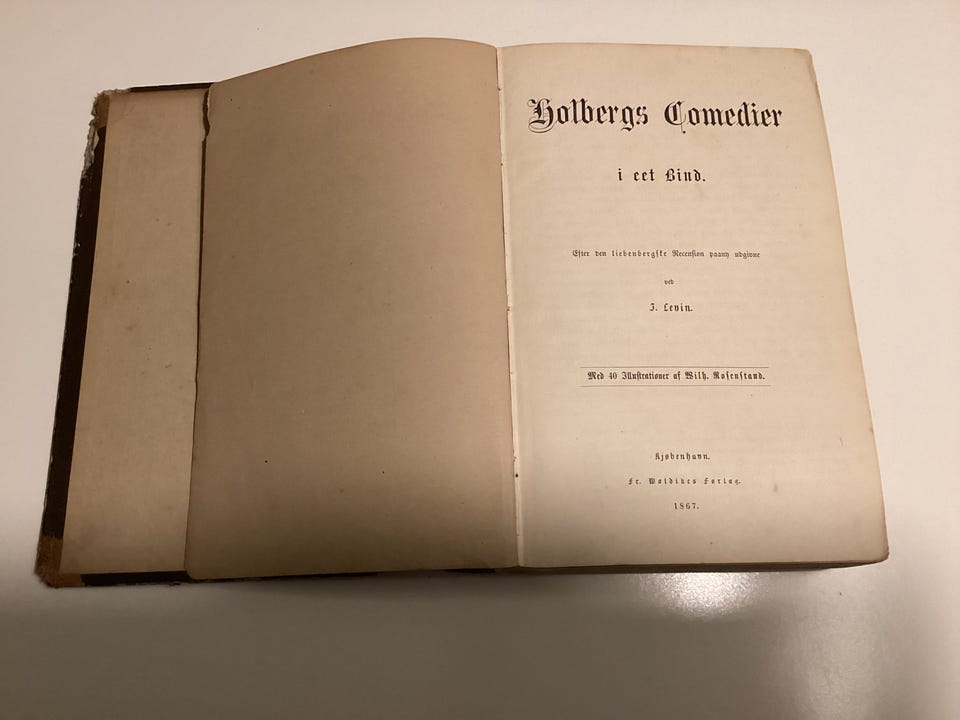 Holbergs Comedier
i eet Bind.
Efter den liebenbergske Recension paany udgivne
ved
J. Levin.
Med 40 Illustrationer af Wilh. Rosenstand.
Kjøbenhavn.
Fr. Woldikes Forlag.
1867.